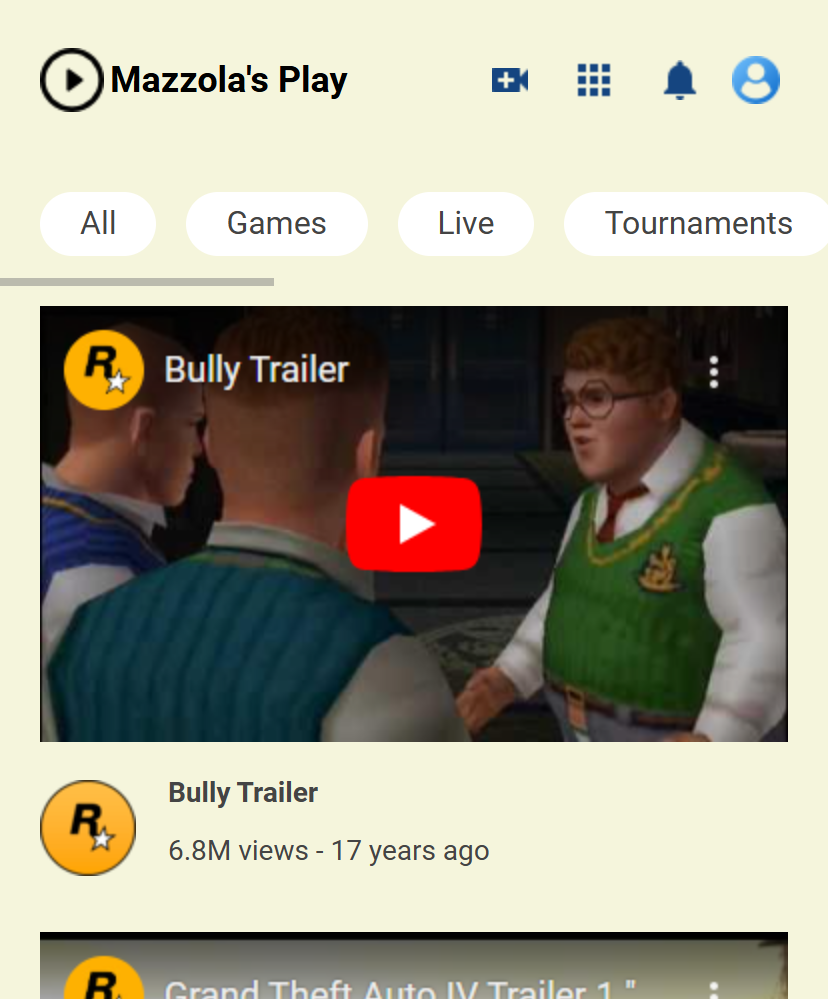 Mazzola's Play
All Games Live Tournaments
R Bully Trailer
R Bully Trailer
6.8M views - 17 years ago
R Grand Theft Auto IV Trailer 1 "